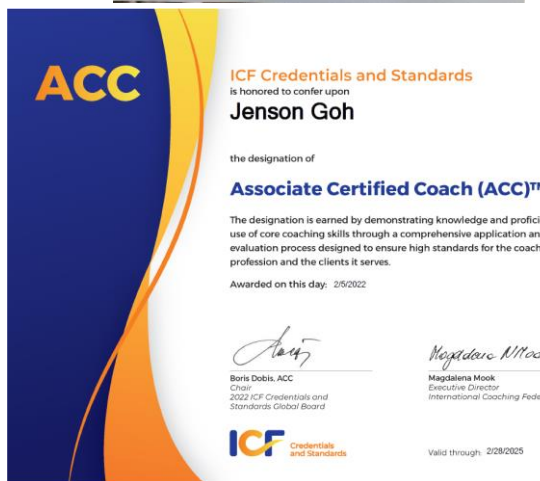 ACC
ICF Credentials and Standards
is honored to confer upon
Jenson Goh
the designation of
Associate Certified Coach (ACC)
The designation is earned by demonstrating knowledge and
use of core coaching skills through a comprehensive application
evaluation process designed to ensure high standards for the
profession and the clients it serves.
Awarded on this day: 2/5/2022
Boris Dobis, ACC
Chair
2022 ICF Credentials and
Standards Global Board
Magdalena Mook
Executive Director
International Coaching
ICF Credentials
and Standards
Valid through: 2/28/2025